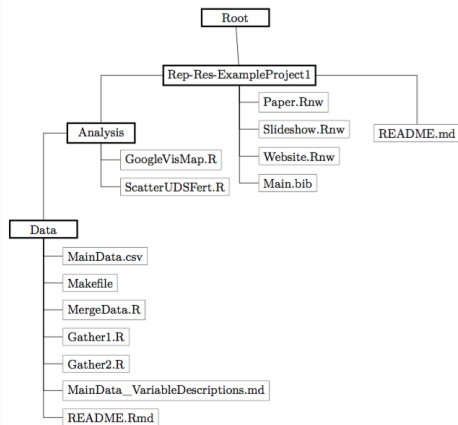 Root
Rep-Res-ExampleProject1
Paper.Rnw
Slideshow.Rnw
README.md
Analysis
Website.Rnw
GoogleVisMap.R
Main.bib
ScatterUDSFert.R
Data
MainData.csv
Makefile
MergeData.R
Gather1.R
Gather2.R
MainData_VariableDescriptions.md
README.Rmd